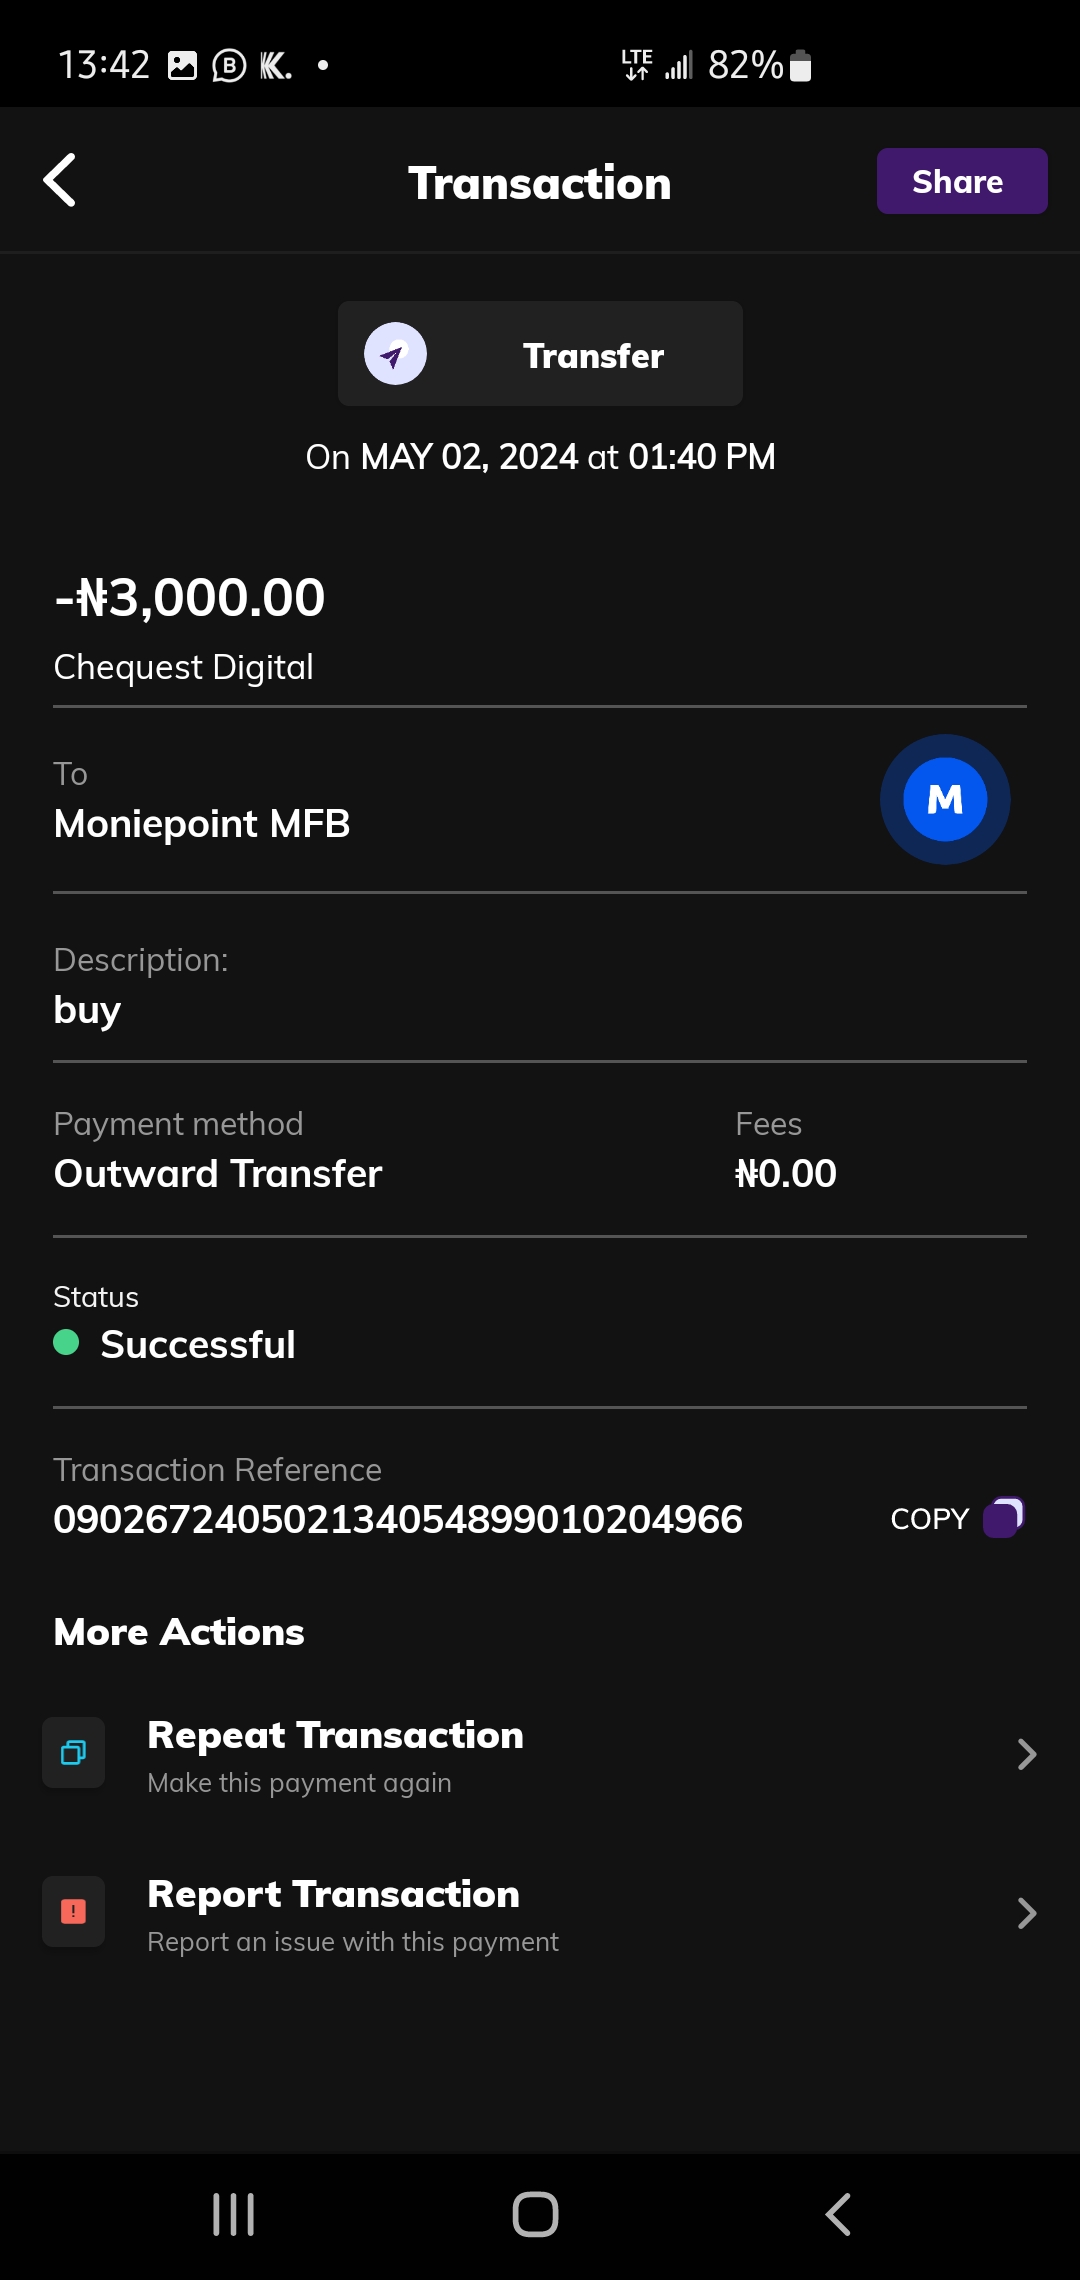 13:42 B K. LTE 82%
Transaction Share
Transfer
On MAY 02, 2024 at 01:40 PM
-₦3,000.00
Chequest Digital
To
Moniepoint MFB
M
Description:
buy
Payment method Fees
Outward Transfer ₦0.00
Status
Successful
Transaction Reference
090267240502134054899010204966 COPY
More Actions
Repeat Transaction
Make this payment again
! Report Transaction
Report an issue with this payment